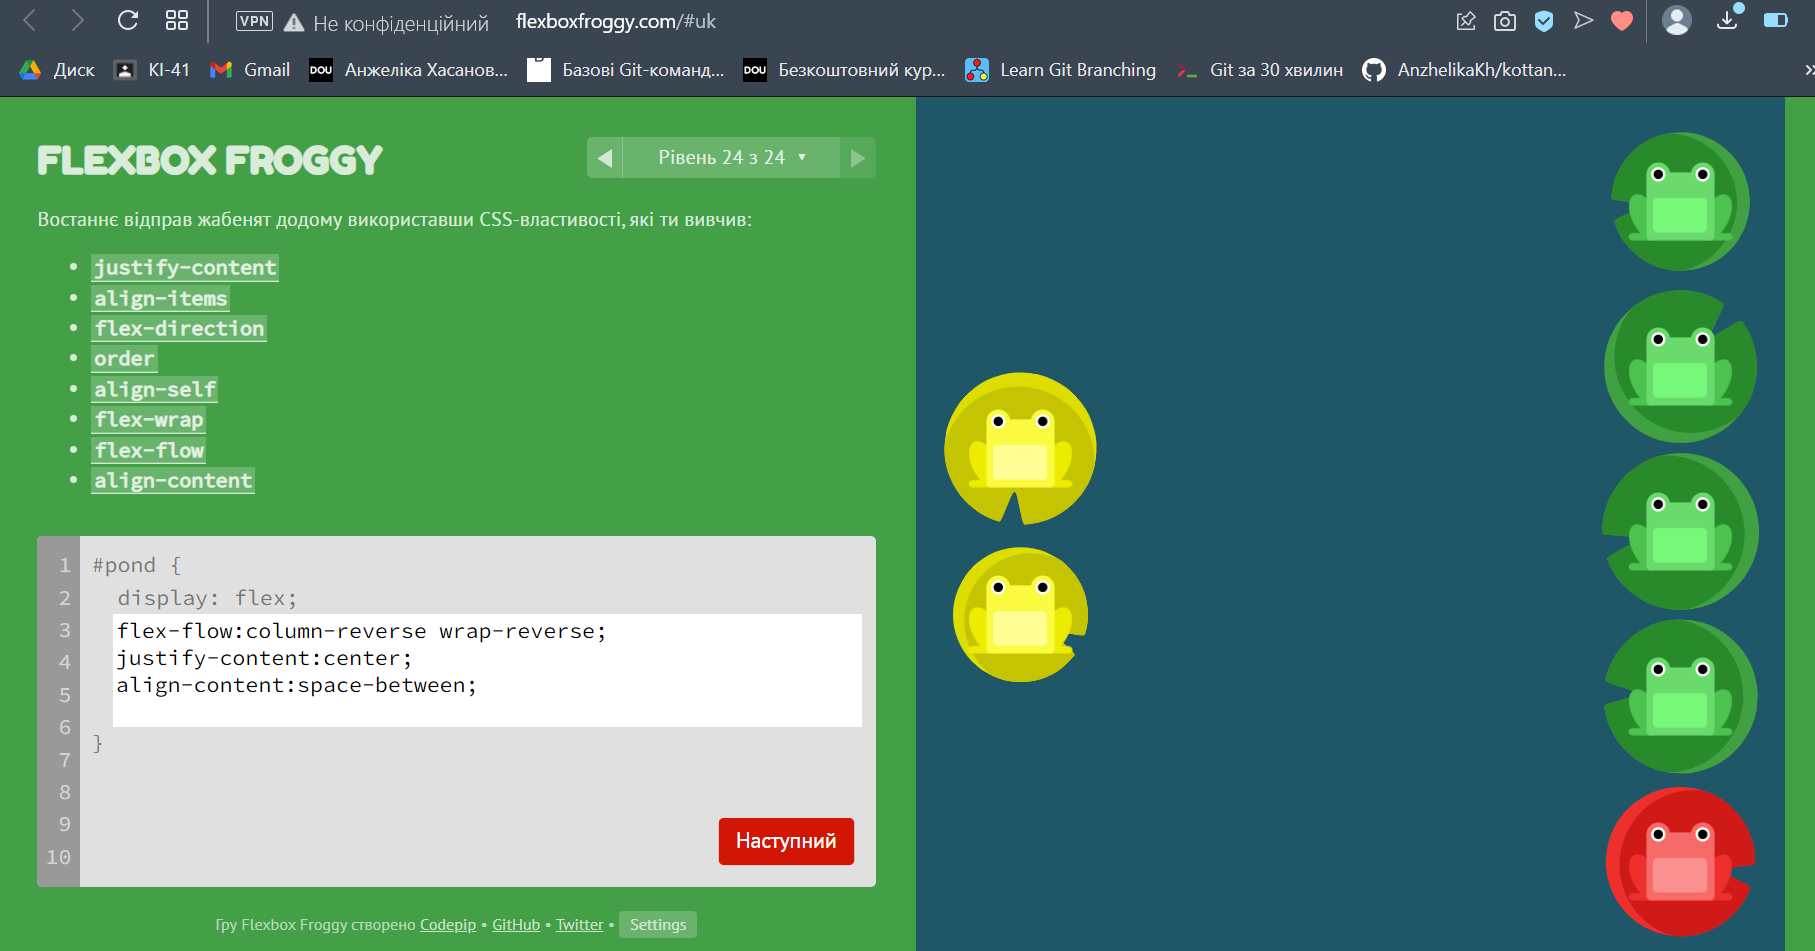 VPN Не конфіденційний flexboxfroggy.com/#uk
Диск KI-41 Gmail DOU Анжеліка Хасанов... Базові Git-команд... DOU Безкоштовний кур... Learn Git Branching Git за 30 хвилин AnzhelikaKh/kottan... »
FLEXBOX FROGGY
Рівень 24 з 24
Востаннє відправ жабенят додому використавши CSS-властивості, які ти вивчив:
• justify-content
• align-items
• flex-direction
• order
• align-self
• flex-wrap
• flex-flow
• align-content
1 #pond {
2 display: flex;
3 flex-flow:column-reverse wrap-reverse;
4 justify-content:center;
5 align-content:space-between;
6 }
7
8
9
10
Наступний
Гру Flexbox Froggy створено Codepip • GitHub • Twitter • Settings